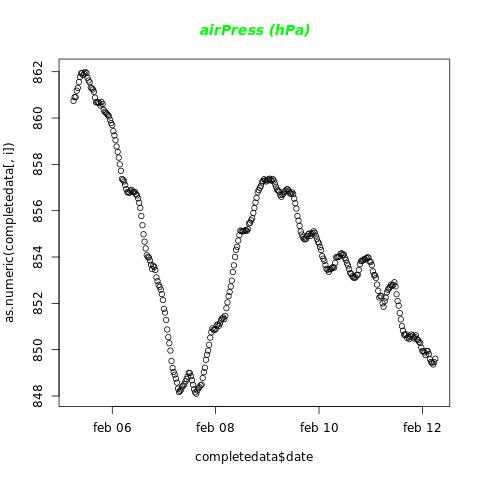 airPress (hPa)
as.numeric(completedata[, i])
862
860
858
856
854
852
850
848
feb 06 feb 08 feb 10 feb 12
completedata$date